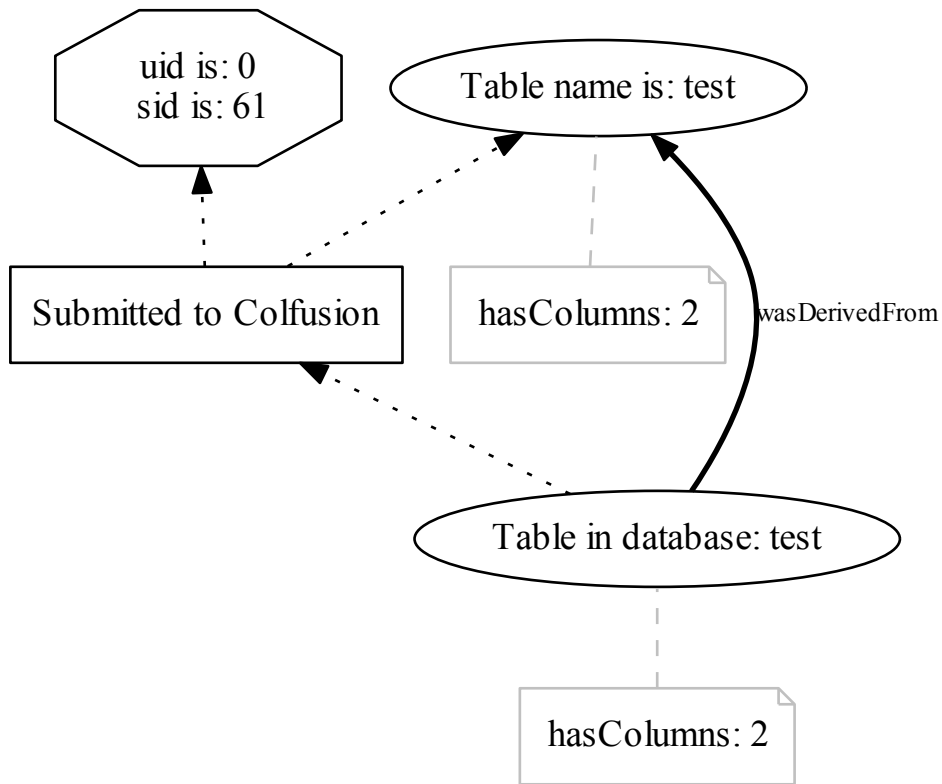 uid is: 0
sid is: 61
Table name is: test
Submitted to Colfusion
hasColumns: 2
wasDerivedFrom
Table in database: test
hasColumns: 2